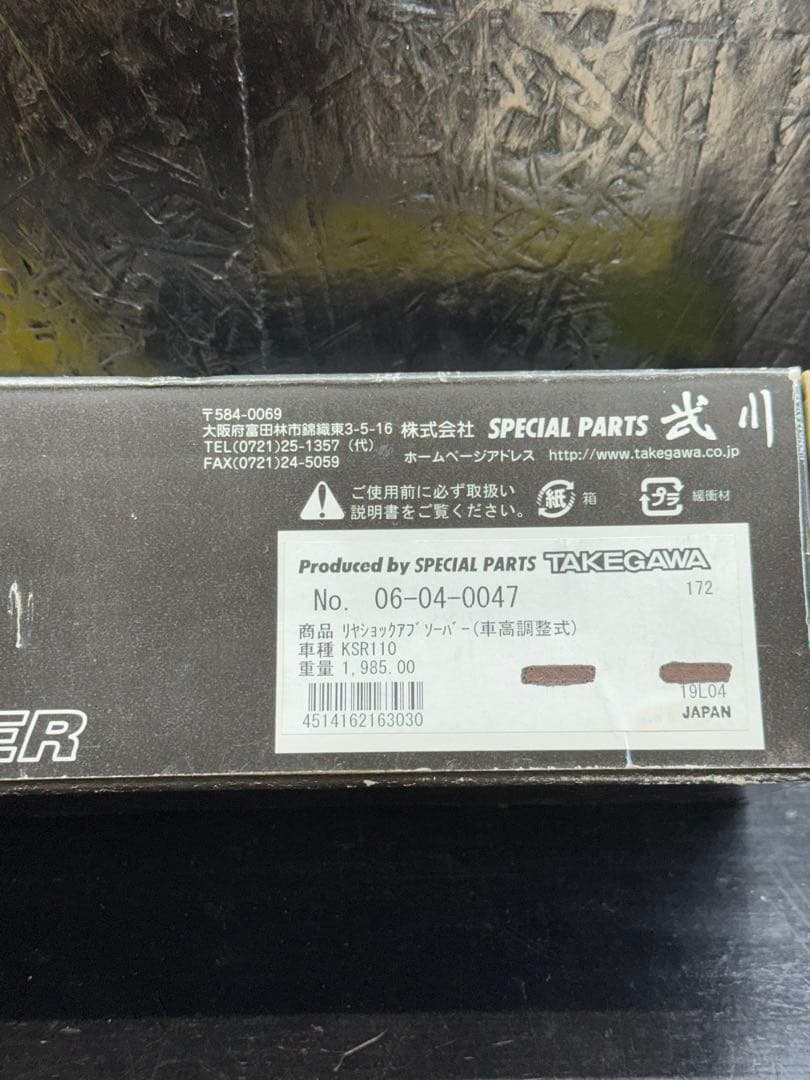 〒584-0069
大阪府富田林市錦織東3-5-16 株式会社 SPECIAL PARTS 武川
TEL(0721)25-1357 (代)
FAX(0721)24-5059
ホームページアドレス http://www.takegawa.co.jp
ご使用前に必ず取扱い
説明書をご覧ください。
紙 箱
プラ 緩衝材
Produced by SPECIAL PARTS TAKEGAWA
No. 06-04-0047 172
商品 ﾘﾔｼｮｯｸｱﾌﾞｿｰﾊﾞｰ(車高調整式)
車種 KSR110
重量 1,985.00
19L04
4514162163030
JAPAN
ER